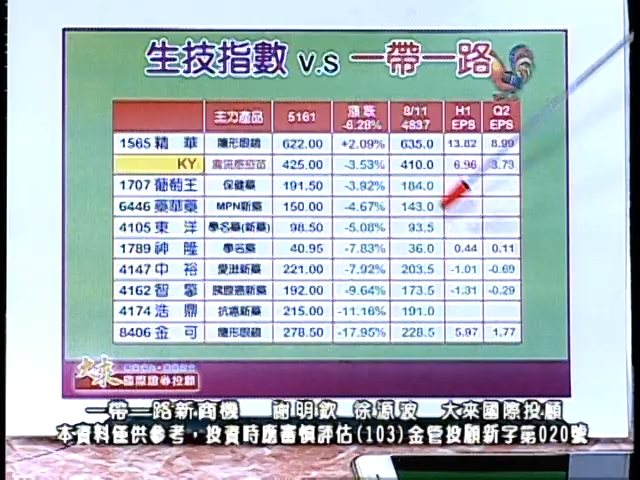 生技指數 V.S 一帶一路
主力產品 5161 漲跌 -6.28% 8/11 4837 H1 EPS Q2 EPS
1565 精華 隱形眼鏡 622.00 +2.09% 635.0 13.82 8.99
KY 425.00 -3.53% 410.0 6.96 3.73
1707 葡萄王 保健藥 191.50 -3.92% 184.0
6446 藥華藥 MPN新藥 150.00 -4.67% 143.0
4105 東洋 學名藥(新藥) 98.50 -5.08% 93.5
1789 神隆 學名藥 40.95 -7.83% 36.0 0.44 0.11
4147 中裕 愛滋新藥 221.00 -7.92% 203.5 -1.01 -0.69
4162 智擎 胰腺癌新藥 192.00 -9.64% 173.5 -1.31 -0.29
4174 浩鼎 抗癌新藥 215.00 -11.16% 191.0
8406 金可 隱形眼鏡 278.50 -17.95% 228.5 5.97 1.77
大來
國際證券投顧
一帶一路新商機 謝明欽 徐源波 大來國際投顧
本資料僅供參考,投資時應審慎評估(103)金管投顧新字第020號